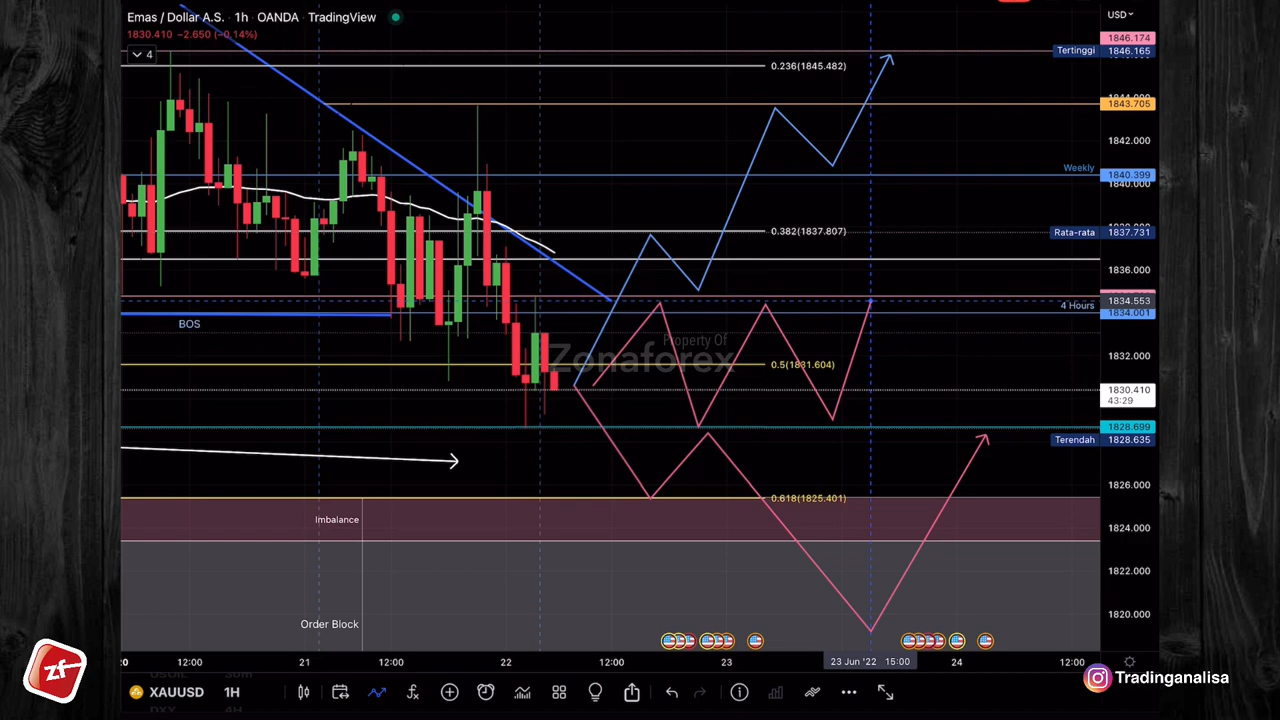 Emas / Dollar A.S. · 1h · OANDA · TradingView
1830.410 −2.650 (−0.14%)
4
USD
1846.174
Tertinggi 1846.165
0.236(1845.482)
1844.000
1843.705
1842.000
Weekly
1840.399
1840.000
0.382(1837.807)
Rata-rata 1837.731
1836.000
1834.553
4 Hours
1834.001
BOS
Property Of
Zonaforex
1832.000
0.5(1831.604)
1830.410
43:29
1828.699
Terendah 1828.635
1826.000
0.618(1825.401)
Imbalance
1824.000
1822.000
Order Block
1820.000
12:00 21 12:00 22 12:00 23 23 Jun '22 15:00 24 12:00
zf
XAUUSD 1H
DXY 4H
Tradinganalisa